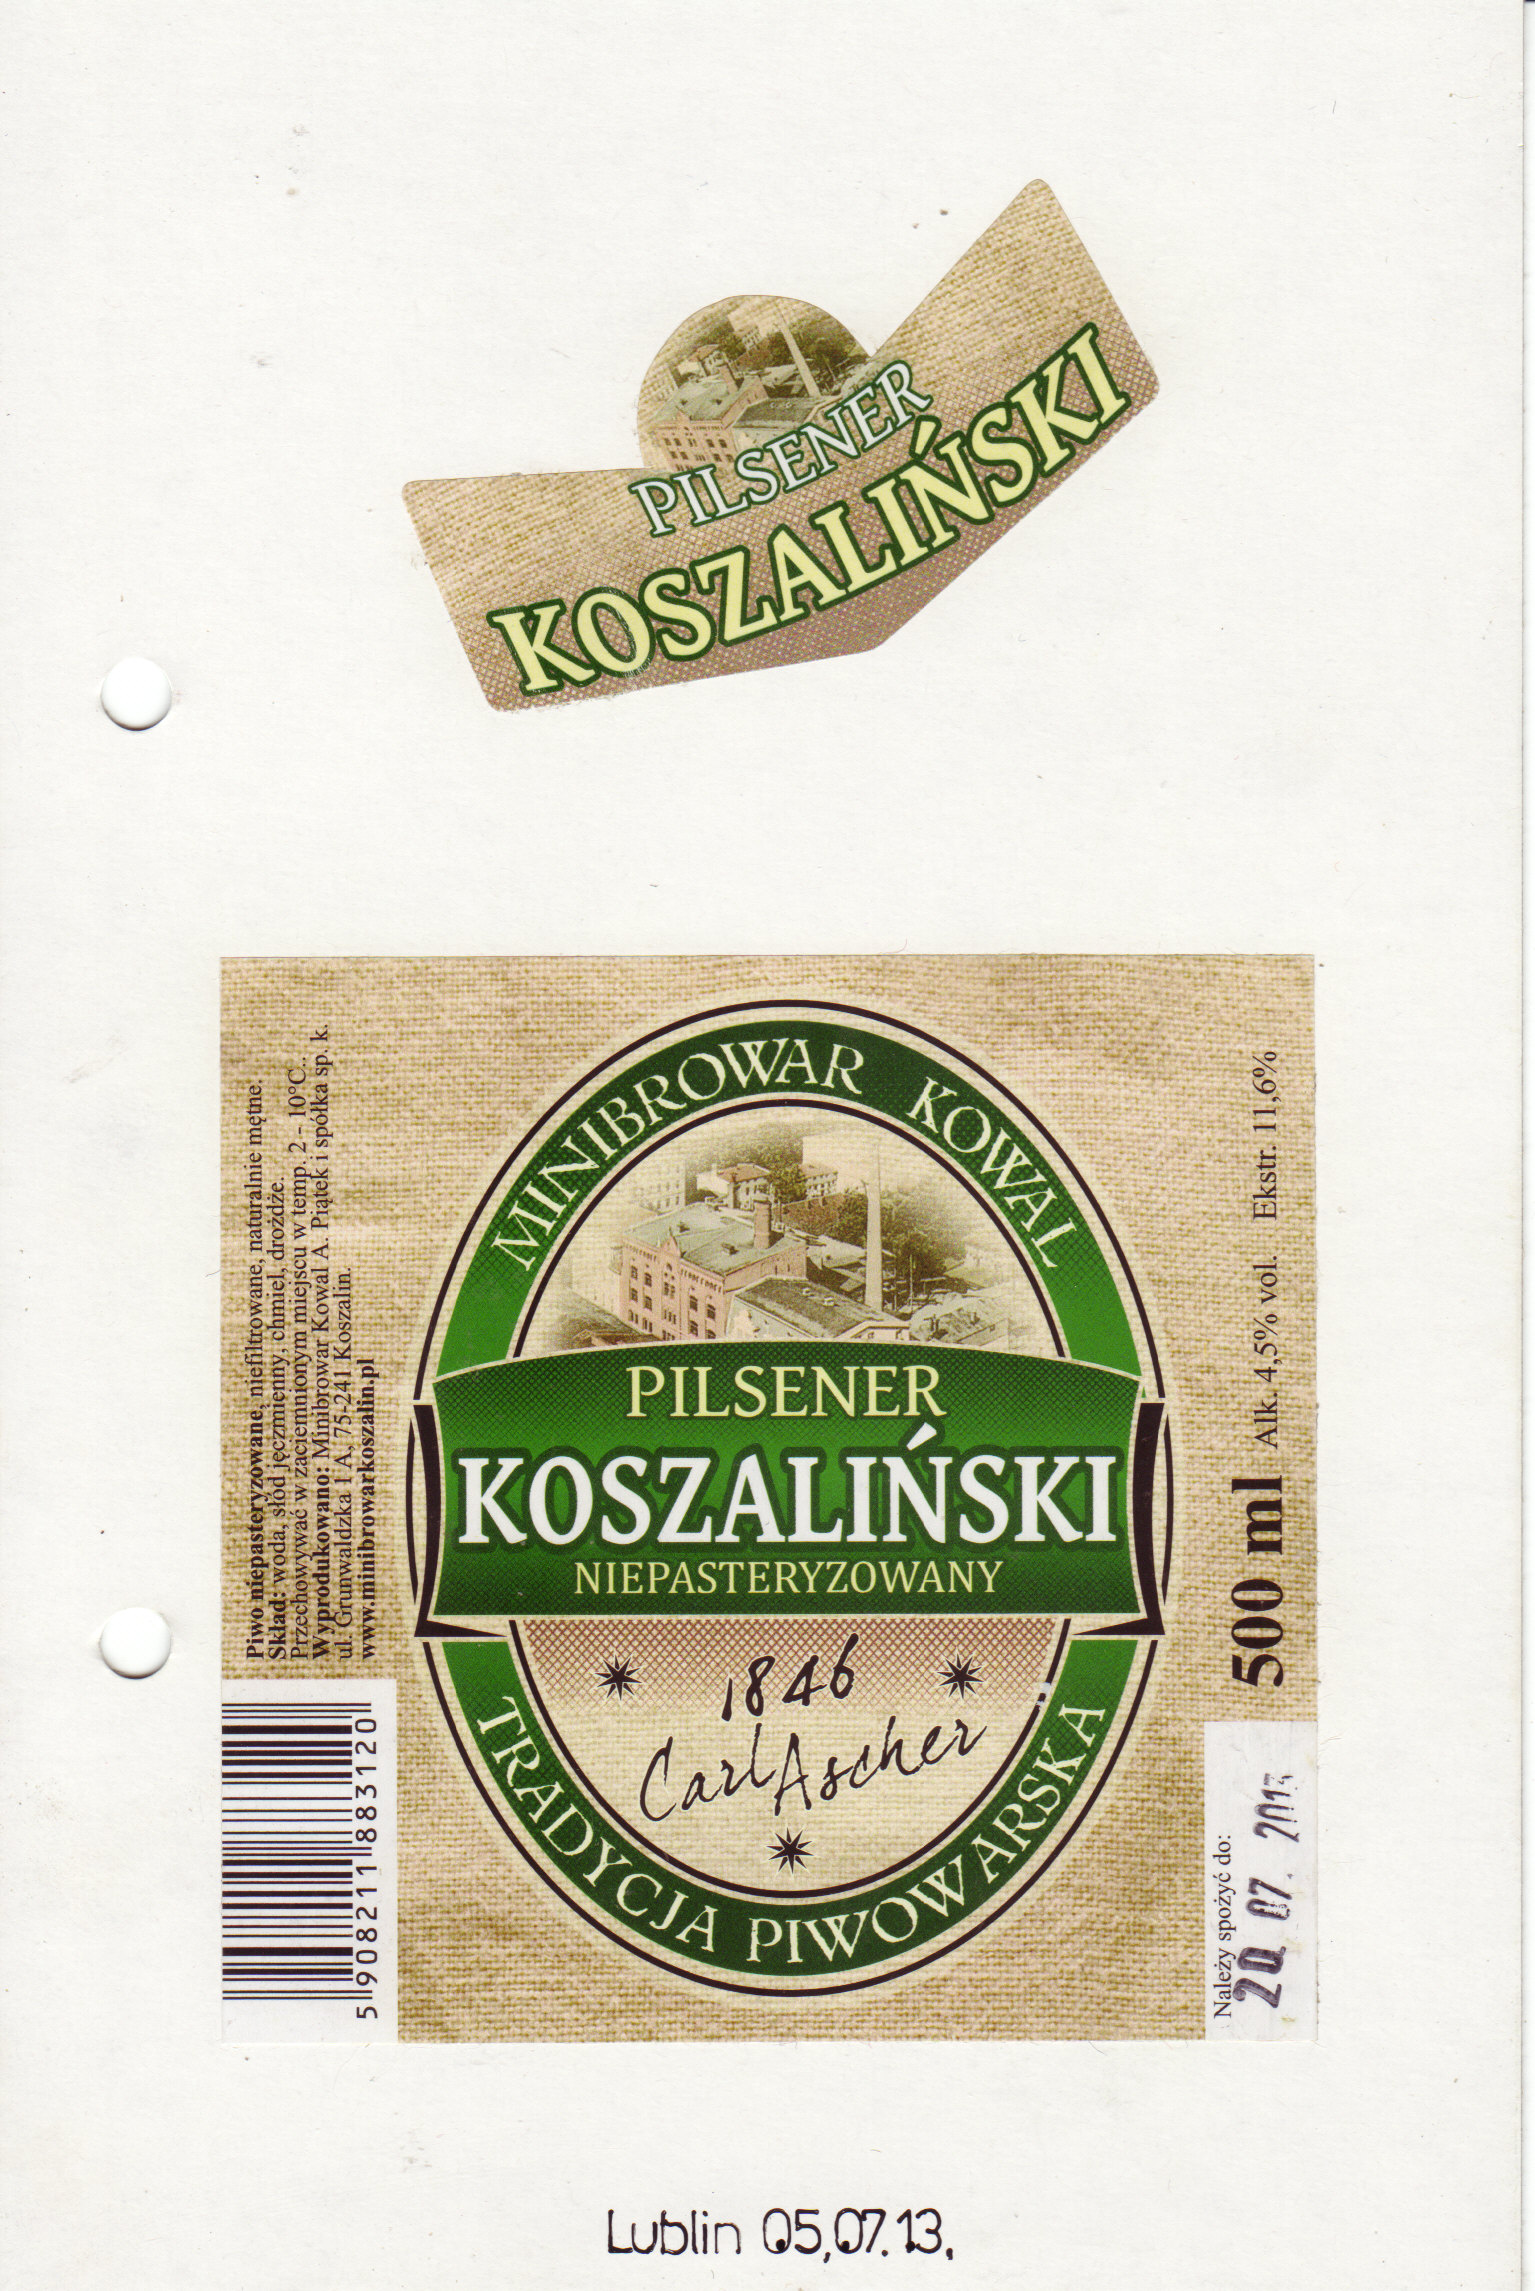 PILSENER
KOSZALIŃSKI
Piwo niepasteryzowane, niefiltrowane, naturalnie mętne.
Skład: woda, słód jęczmienny, chmiel, drożdże.
Przechowywać w zaciemnionym miejscu w temp. 2 - 10°C..
Wyprodukowano: Minibrowar Kowal A. Piątek i spółka sp. k.
ul. Grunwaldzka 1 A, 75-241 Koszalin.
www.minibrowarkoszalin.pl
5 908211 883120
MINIBROWAR KOWAL
PILSENER
KOSZALIŃSKI
NIEPASTERYZOWANY
1846
Carl Ascher
TRADYCJA PIWOWARSKA
500 ml Alk. 4,5% vol. Ekstr. 11,6%
Należy spożyć do:
20 07. 2013
Lublin 05,07.13.